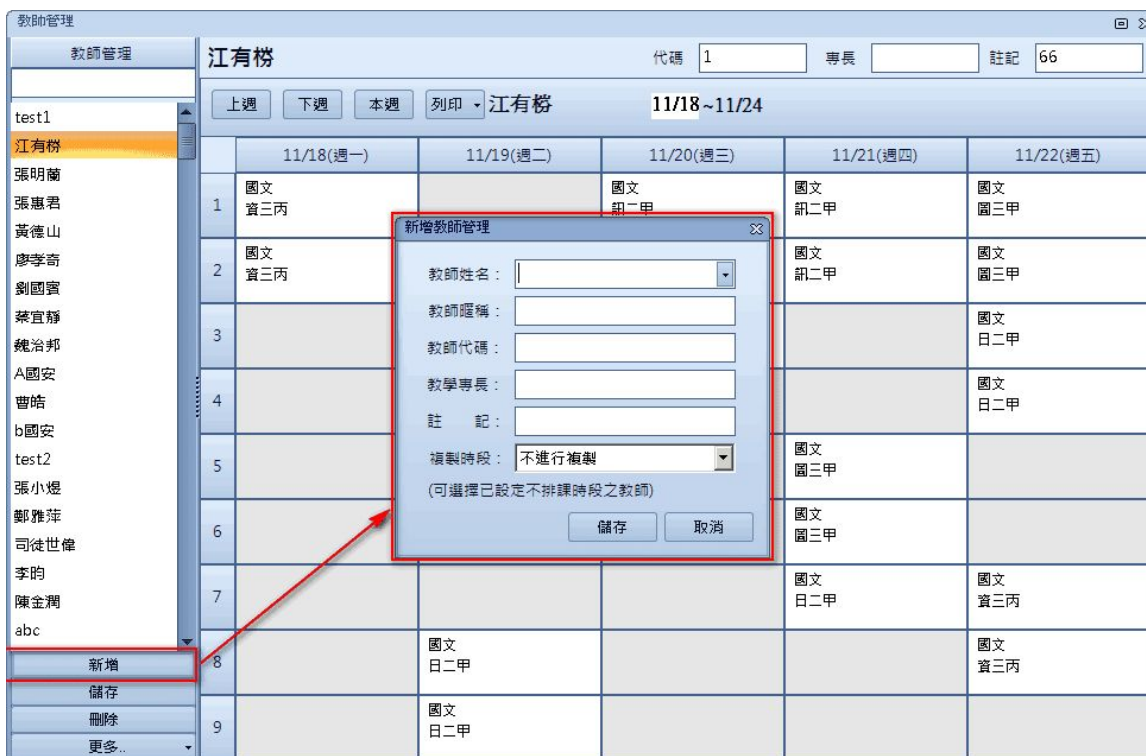 教師管理
教師管理
test1
江有楞
張明蘭
張惠君
黃德山
廖孝奇
劉國賓
蔡宜靜
魏治邦
A國安
曹皓
b國安
test2
張小煜
鄭雅萍
司徒世偉
李昀
陳金潤
abc
新增
儲存
刪除
更多..
江有楞 代碼 1 專長 註記 66
上週 下週 本週 列印 江有楞 11/18~11/24
11/18(週一) 11/19(週二) 11/20(週三) 11/21(週四) 11/22(週五)
1 國文 國文 國文 國文
資三丙 訊二甲 訊二甲 圖三甲
2 國文 國文 國文
資三丙 訊二甲 圖三甲
3 國文
日二甲
4 國文
日二甲
5 國文
圖三甲
6 國文
圖三甲
7 國文 國文
日二甲 資三丙
8 國文 國文
日二甲 資三丙
9 國文
日二甲
新增教師管理
教師姓名：
教師暱稱：
教師代碼：
教學專長：
註 記：
複製時段： 不進行複製
(可選擇已設定不排課時段之教師)
儲存 取消